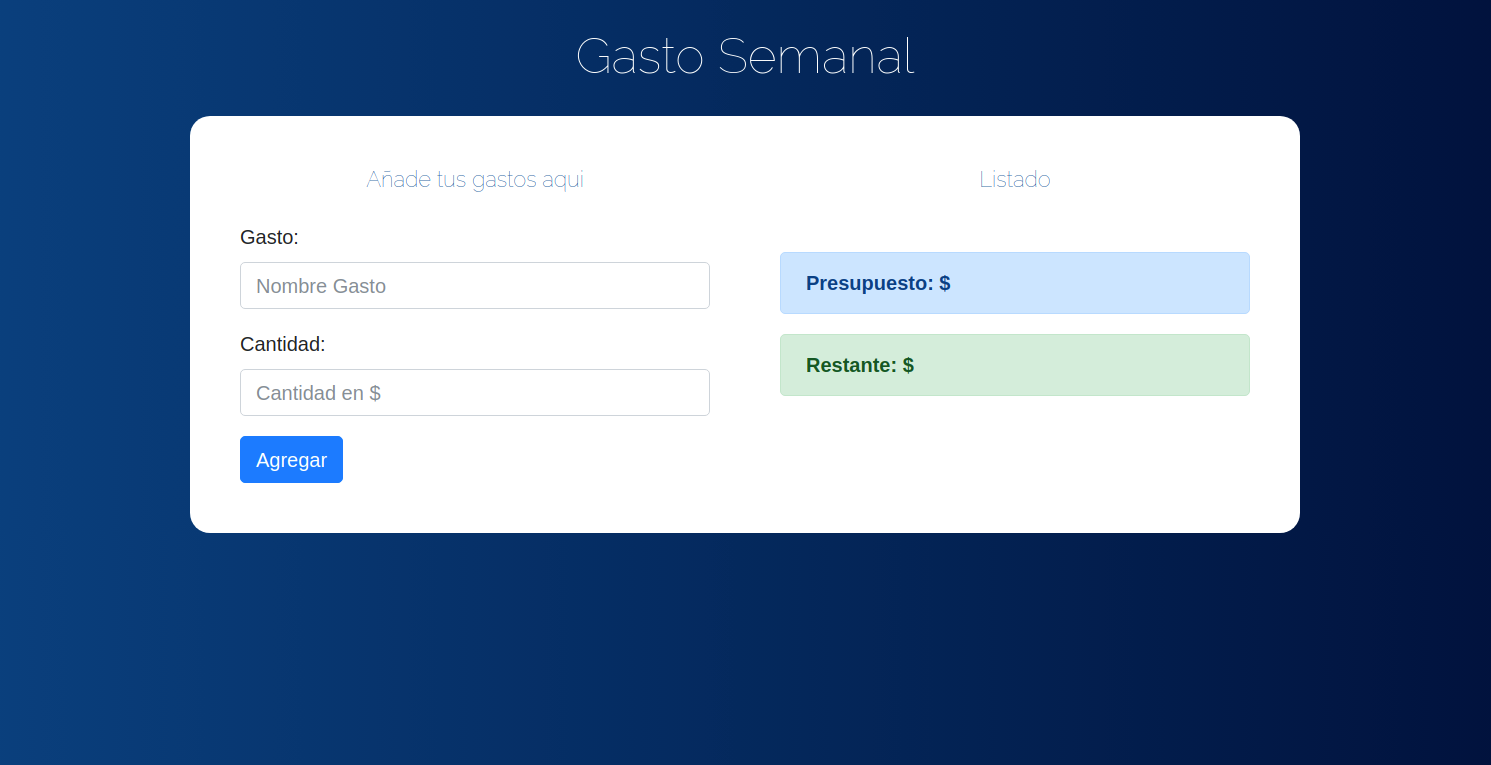 Gasto Semanal
Añade tus gastos aqui
Gasto:
Nombre Gasto
Cantidad:
Cantidad en $
Agregar
Listado
Presupuesto: $
Restante: $